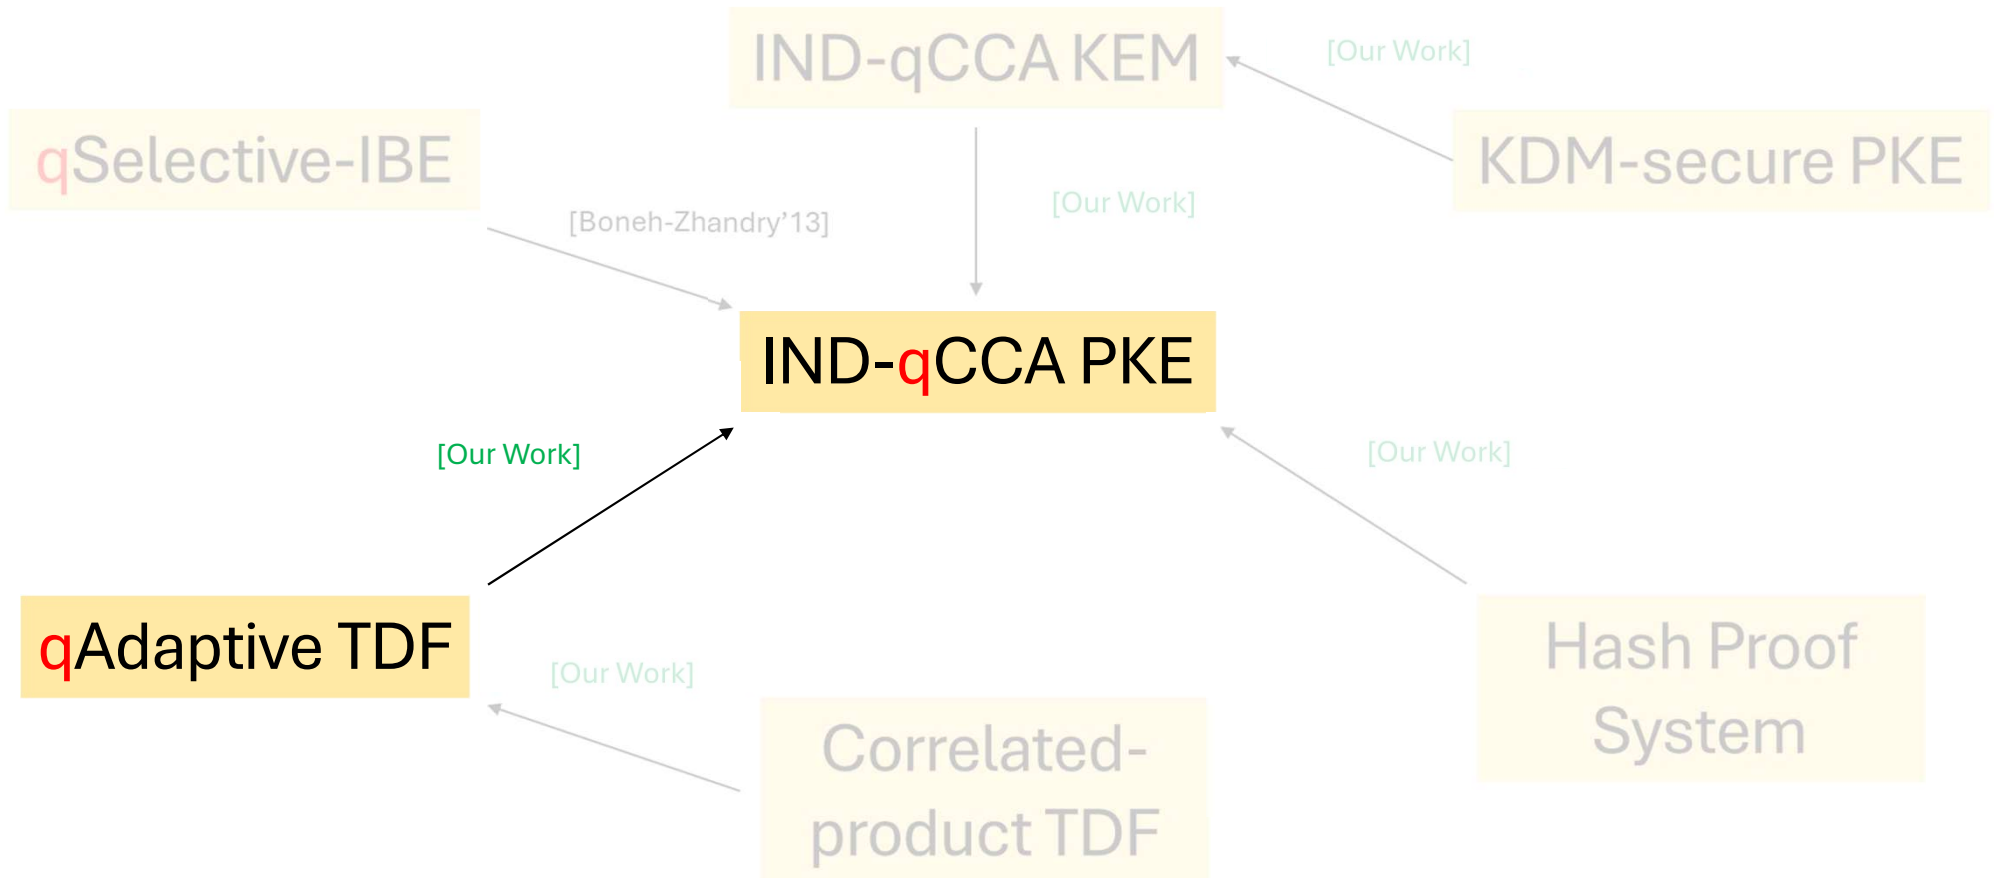 IND-qCCA KEM
[Our Work]
qSelective-IBE
KDM-secure PKE
[Boneh-Zhandry’13]
[Our Work]
IND-qCCA PKE
[Our Work]
[Our Work]
qAdaptive TDF
[Our Work]
Hash Proof
System
Correlated-
product TDF